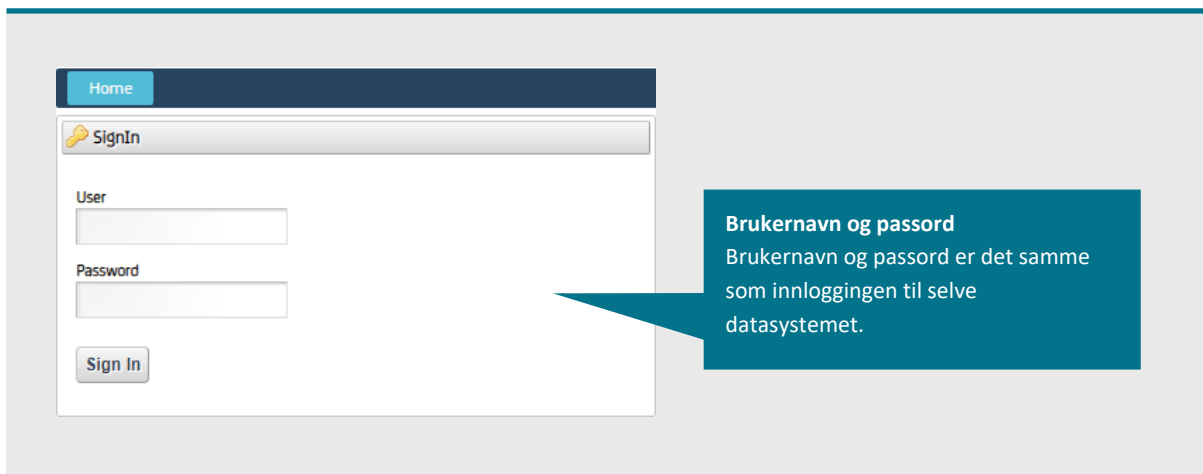 Home
SignIn
User
Password
Sign In
Brukernavn og passord
Brukernavn og passord er det samme
som innloggingen til selve
datasystemet.